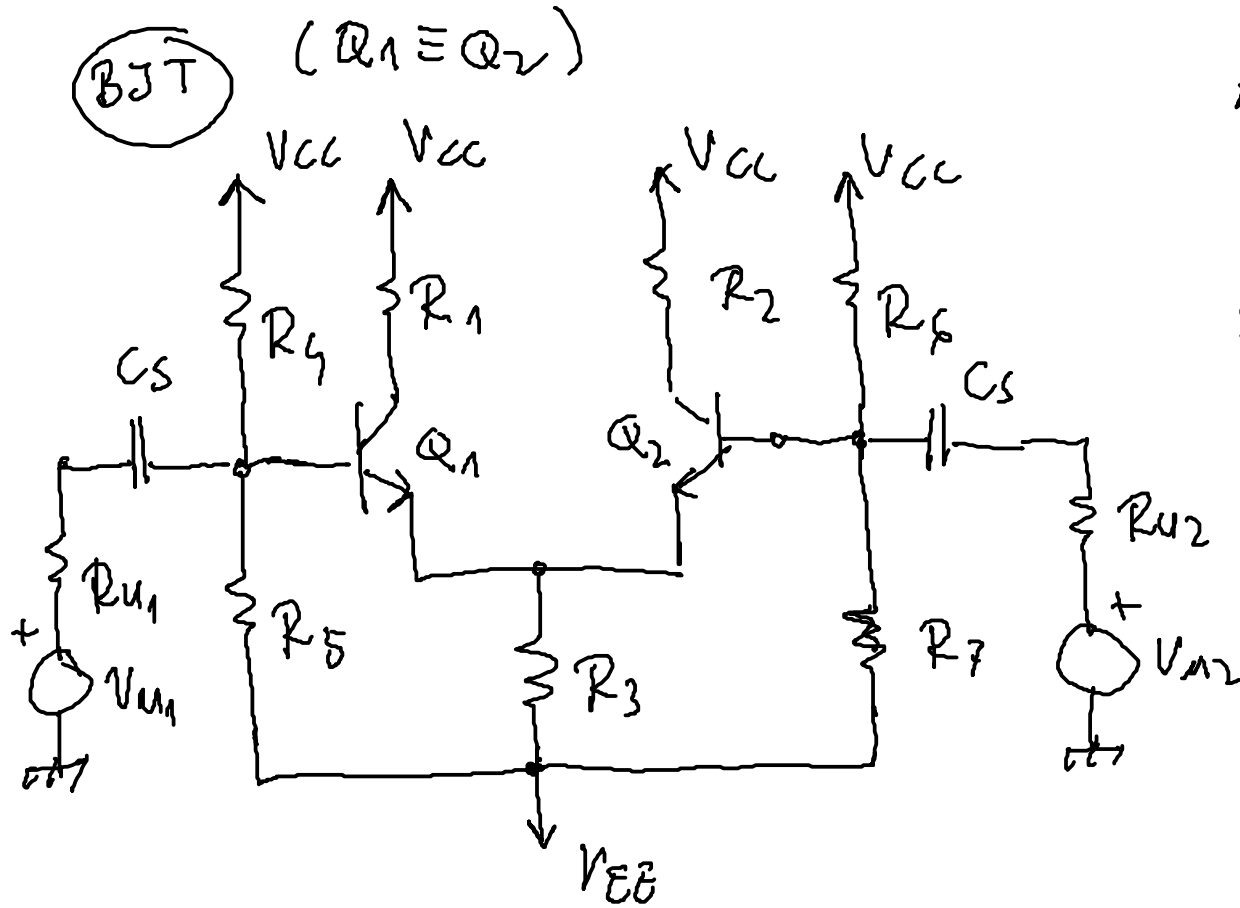 BJT (Q1 ≡ Q2)
VCC VCC VCC VCC
R4 R1 R2 R6
CS CS
Q1 Q2
Ru1 Ru2
+ +
R5 R3 R7
Vu1 Vu2
VEE